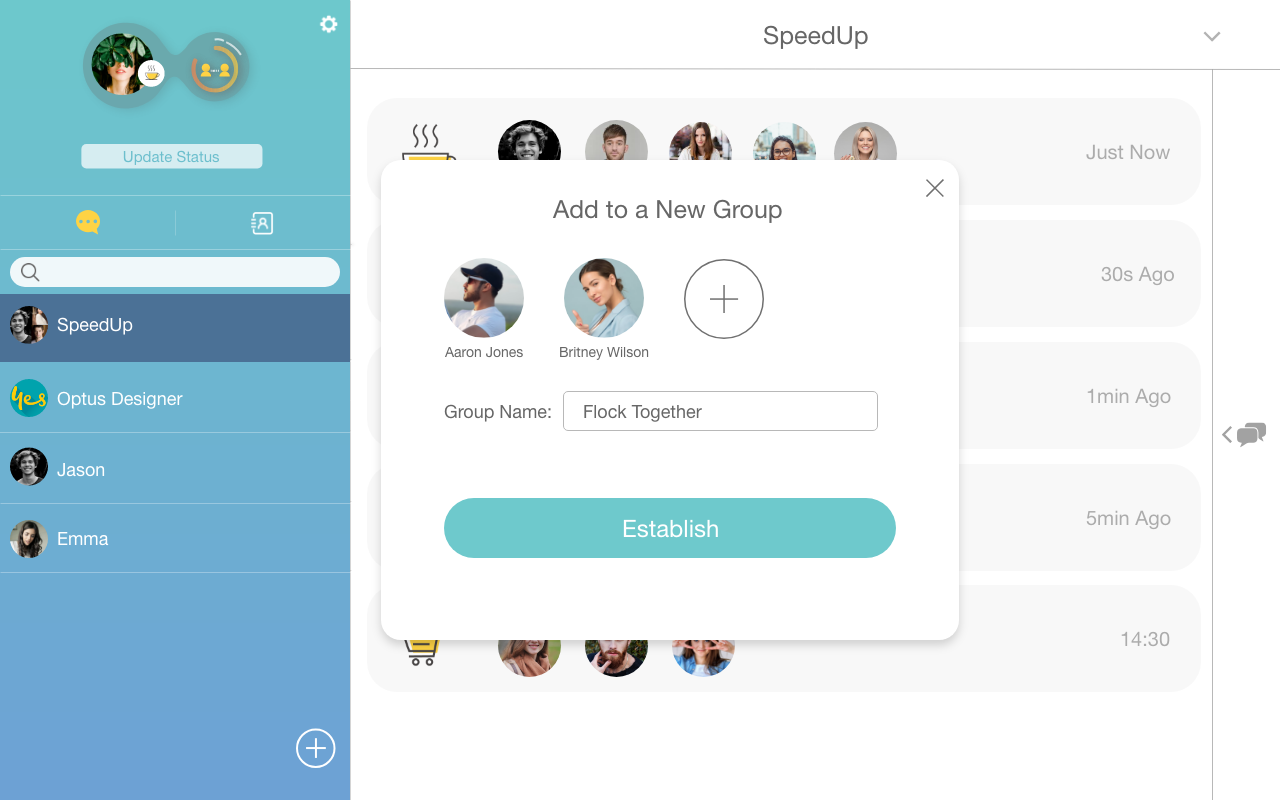 SpeedUp
Update Status
SpeedUp
yes
Optus Designer
Jason
Emma
Just Now
30s Ago
1min Ago
5min Ago
14:30
Add to a New Group
Aaron Jones
Britney Wilson
Group Name: Flock Together
Establish